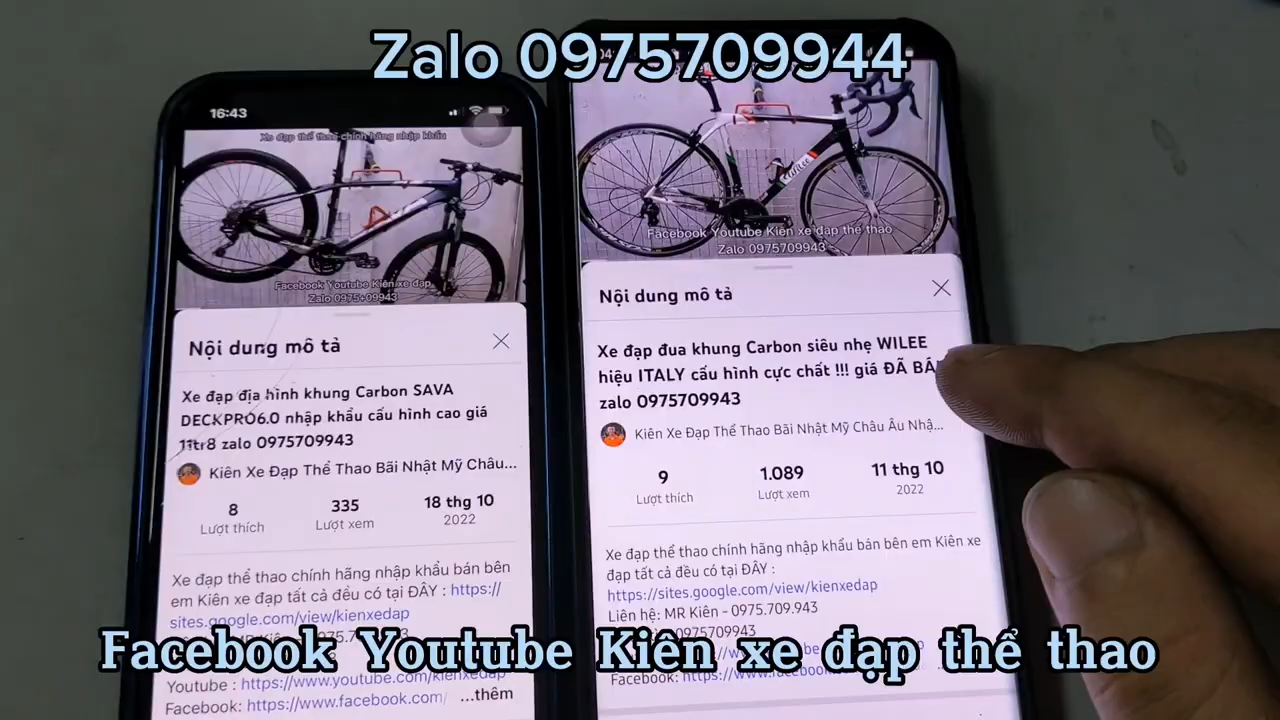 Zalo 0975709944
16:43
Xe đạp thể thao chính hãng nhập khẩu
Facebook Youtube Kiên xe đạp
Nội dung mô tả
Xe đạp địa hình khung Carbon SAVA
DECKPRO6.0 nhập khẩu cấu hình cao giá
11tr8 zalo 0975709943
Kiên Xe Đạp Thể Thao Bãi Nhật Mỹ Châu...
8
335
18 thg 10
Lượt thích
Lượt xem
2022
Xe đạp thể thao chính hãng nhập khẩu bán bên
em Kiên xe đạp tất cả đều có tại ĐÂY : https://
sites.google.com/view/kienxedap
Youtube : https://www.youtube.com/kienxedap
Facebook: https://www.facebook.com/ ...thêm
Facebook Youtube Kiên xe đạp thể thao
Zalo 0975709943
Nội dung mô tả
Xe đạp đua khung Carbon siêu nhẹ WILEE
hiệu ITALY cấu hình cực chất !!! giá ĐÃ
zalo 0975709943
Kiên Xe Đạp Thể Thao Bãi Nhật Mỹ Châu Âu Nhậ...
9
1.089
11 thg 10
Lượt thích
Lượt xem
2022
Xe đạp thể thao chính hãng nhập khẩu bán bên em Kiên xe
đạp tất cả đều có tại ĐÂY :
https://sites.google.com/view/kienxedap
Liên hệ: MR Kiên - 0975.709.943
0975709943
Facebook: https://www.facebook.com
Facebook Youtube Kiên xe đạp thể thao